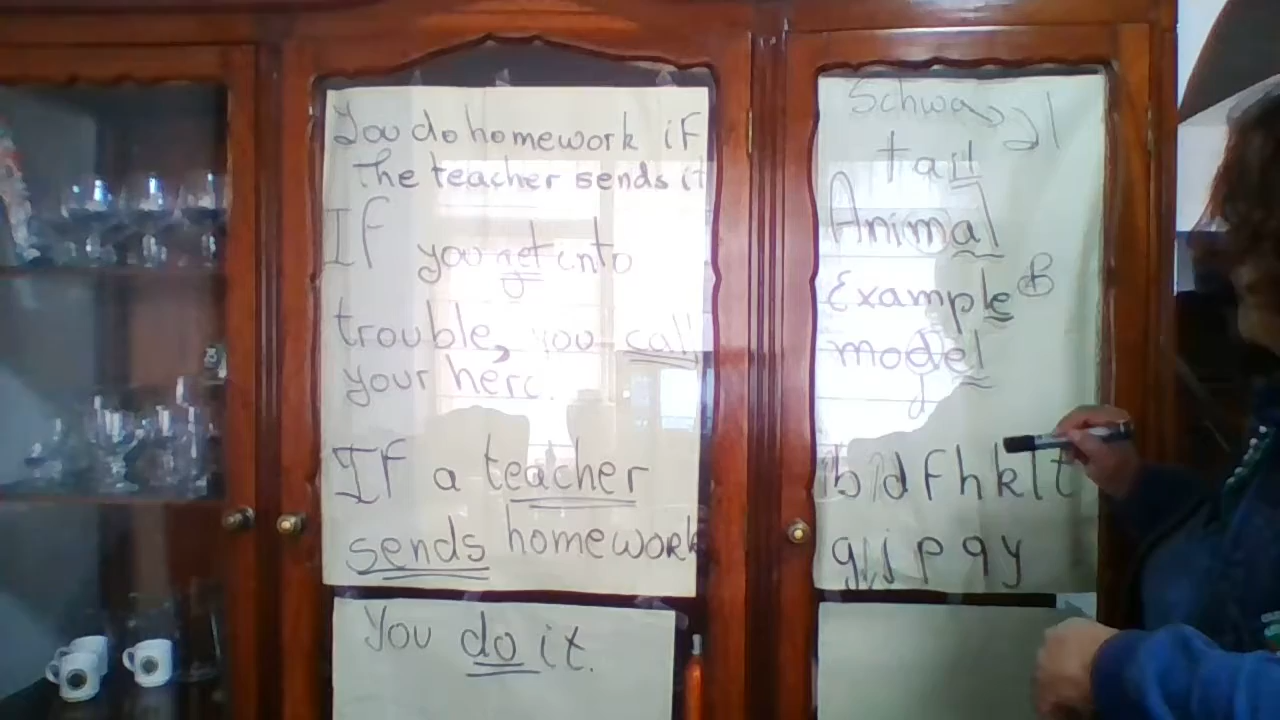 You do homework if
the teacher sends it
If you get into
trouble, you call
your hero.
If a teacher
sends homework
You do it.
Schwa
tail
Animal
Example
model
b d f h k l t
g j p q y